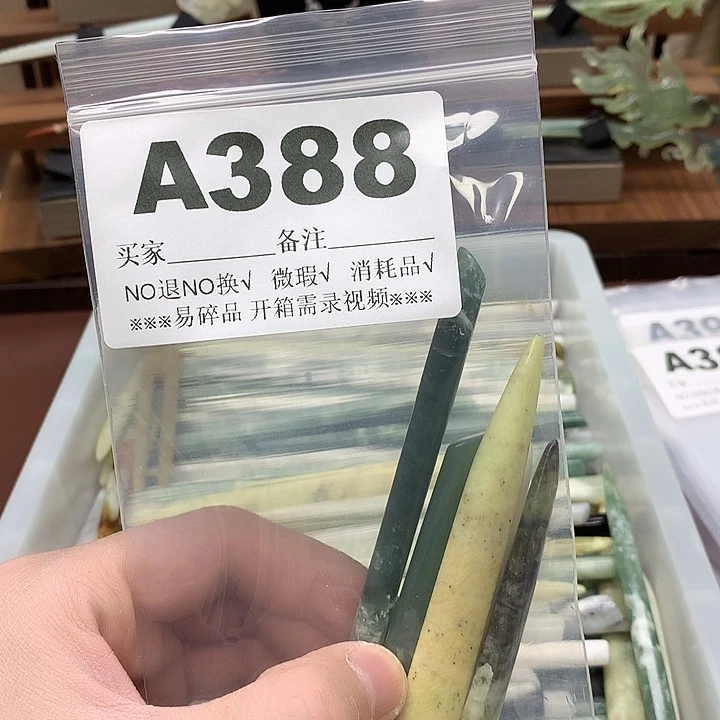 A388
买家________备注________
NO退NO换√ 微瑕√ 消耗品√
※※※易碎品 开箱需录视频※※※